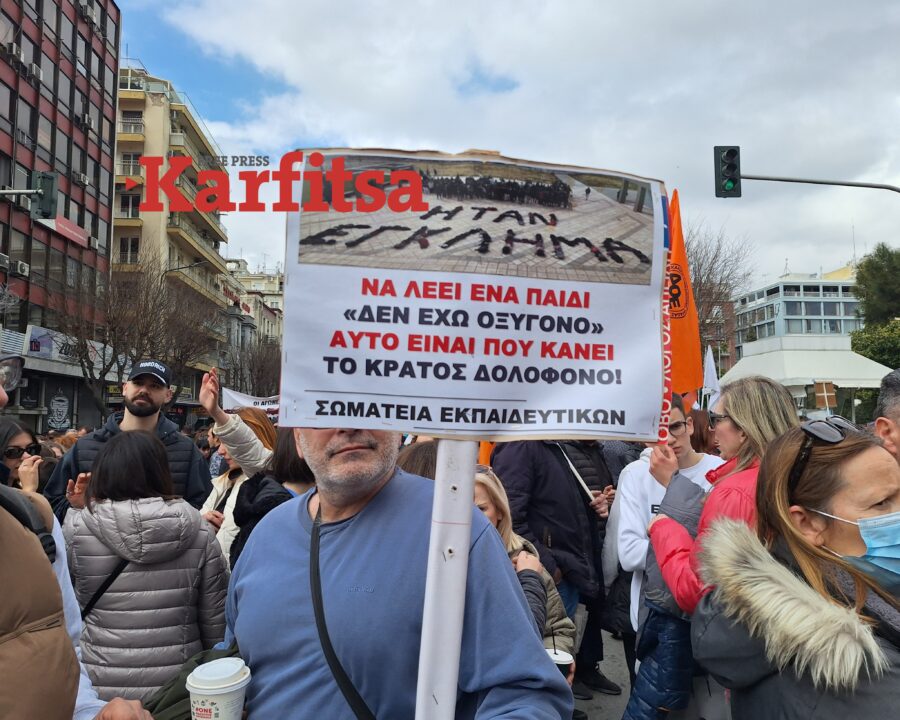 FREE PRESS
Karfitsa
ΗΤΑΝ
ΕΓΚΛΗΜΑ
ΝΑ ΛΕΕΙ ΕΝΑ ΠΑΙΔΙ
«ΔΕΝ ΕΧΩ ΟΞΥΓΟΝΟ»
ΑΥΤΟ ΕΙΝΑΙ ΠΟΥ ΚΑΝΕΙ
ΤΟ ΚΡΑΤΟΣ ΔΟΛΟΦΟΝΟ!
ΣΩΜΑΤΕΙΑ ΕΚΠΑΙΔΕΥΤΙΚΩΝ